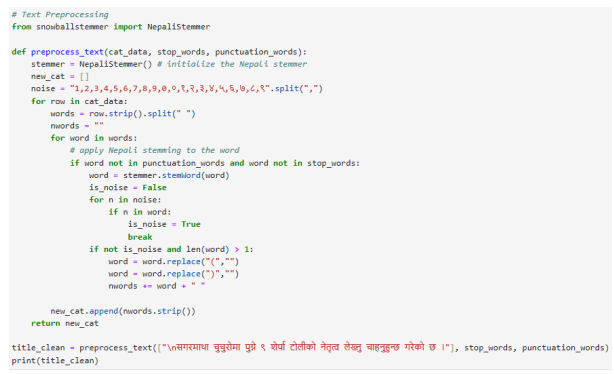 # Text Preprocessing
from snowballstemmer import NepaliStemmer
def preprocess_text(cat_data, stop_words, punctuation_words):
    stemmer = NepaliStemmer() # initialize the Nepali stemmer
    new_cat = []
    noise = "1,2,3,4,5,6,7,8,9,0,०,१,२,३,४,५,६,७,८,९".split(",")
    for row in cat_data:
        words = row.strip().split(" ")
        nwords = ""
        for word in words:
            # apply Nepali stemming to the word
            if word not in punctuation_words and word not in stop_words:
                word = stemmer.stemWord(word)
                is_noise = False
                for n in noise:
                    if n in word:
                        is_noise = True
                        break
                if not is_noise and len(word) > 1:
                    word = word.replace("(","")
                    word = word.replace(")","")
                    nwords += word + " "
        new_cat.append(nwords.strip())
    return new_cat
title_clean = preprocess_text(["\nसगरमाथा चुचुरोमा पुग्ने ९ शेर्पा टोलीको नेतृत्व लेख्नु चाहनुहुन्छ गरेको छ ।"], stop_words, punctuation_words)
print(title_clean)